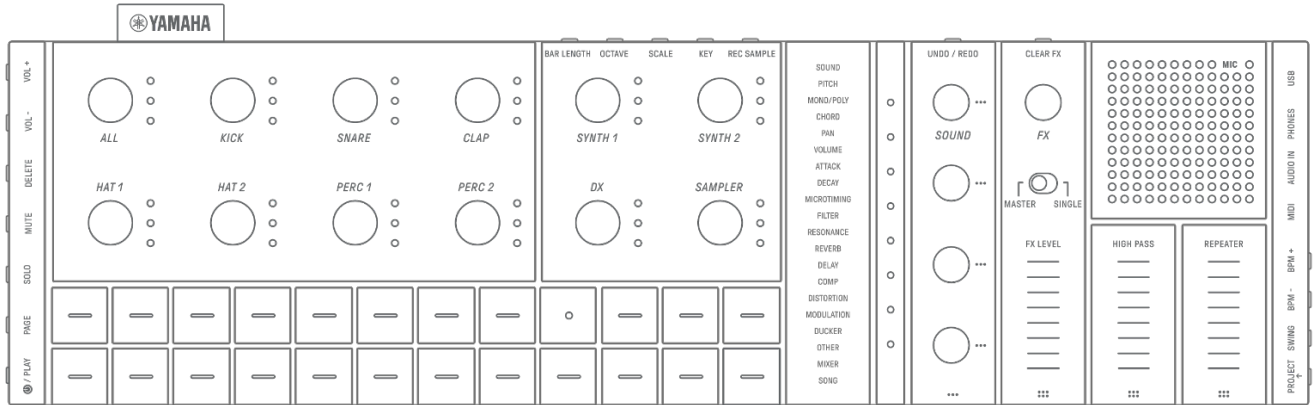 YAMAHA
BAR LENGTH OCTAVE SCALE KEY REC SAMPLE
UNDO / REDO
CLEAR FX
MIC
VOL +
VOL -
DELETE
MUTE
SOLO
PAGE
/ PLAY
ALL KICK SNARE CLAP SYNTH 1 SYNTH 2
HAT 1 HAT 2 PERC 1 PERC 2 DX SAMPLER
SOUND
PITCH
MONO/POLY
CHORD
PAN
VOLUME
ATTACK
DECAY
MICROTIMING
FILTER
RESONANCE
REVERB
DELAY
COMP
DISTORTION
MODULATION
DUCKER
OTHER
MIXER
SONG
SOUND
FX
MASTER SINGLE
FX LEVEL
HIGH PASS
REPEATER
USB
PHONES
AUDIO IN
MIDI
BPM +
BPM -
SWING
PROJECT